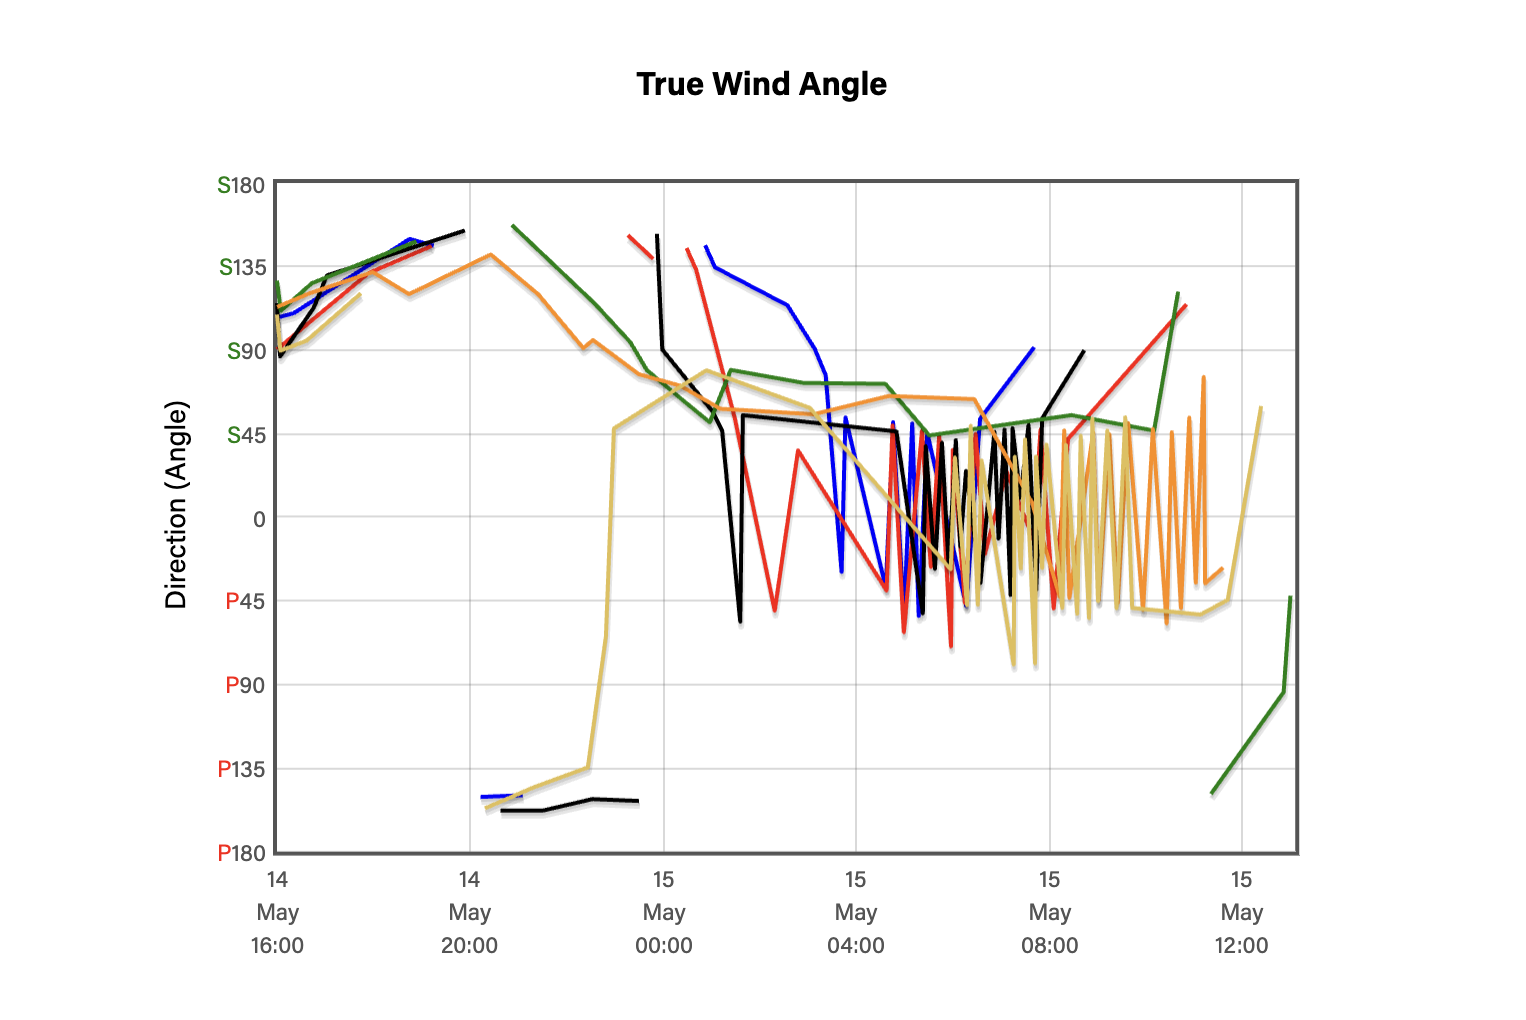 True Wind Angle
Direction (Angle)
S180
S135
S90
S45
0
P45
P90
P135
P180
14 May 16:00
14 May 20:00
15 May 00:00
15 May 04:00
15 May 08:00
15 May 12:00